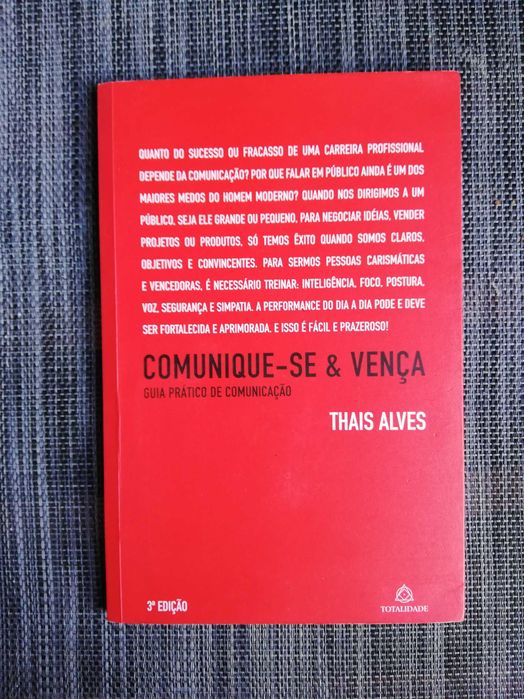 QUANTO DO SUCESSO OU FRACASSO DE UMA CARREIRA PROFISSIONAL
DEPENDE DA COMUNICAÇÃO? POR QUE FALAR EM PÚBLICO AINDA É UM DOS
MAIORES MEDOS DO HOMEM MODERNO? QUANDO NOS DIRIGIMOS A UM
PÚBLICO, SEJA ELE GRANDE OU PEQUENO, PARA NEGOCIAR IDÉIAS, VENDER
PROJETOS OU PRODUTOS, SÓ TEMOS ÊXITO QUANDO SOMOS CLAROS,
OBJETIVOS E CONVINCENTES. PARA SERMOS PESSOAS CARISMÁTICAS
E VENCEDORAS, É NECESSÁRIO TREINAR: INTELIGÊNCIA, FOCO, POSTURA,
VOZ, SEGURANÇA E SIMPATIA. A PERFORMANCE DO DIA A DIA PODE E DEVE
SER FORTALECIDA E APRIMORADA. E ISSO É FÁCIL E PRAZEROSO!
COMUNIQUE-SE & VENÇA
GUIA PRÁTICO DE COMUNICAÇÃO
THAIS ALVES
3ª EDIÇÃO
TOTALIDADE